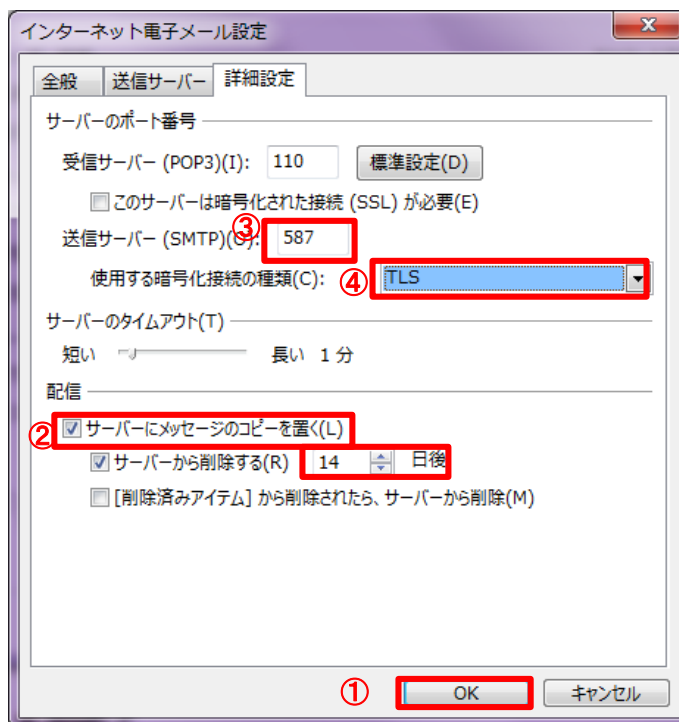 インターネット電子メール設定
全般 送信サーバー 詳細設定
サーバーのポート番号
受信サーバー (POP3)(I): 110 標準設定(D)
このサーバーは暗号化された接続 (SSL) が必要(E)
③
送信サーバー (SMTP)(O): 587
使用する暗号化接続の種類(C): ④ TLS
サーバーのタイムアウト(T)
短い 長い 1 分
配信
② サーバーにメッセージのコピーを置く(L)
サーバーから削除する(R) 14 日後
[削除済みアイテム] から削除されたら、サーバーから削除(M)
① OK キャンセル